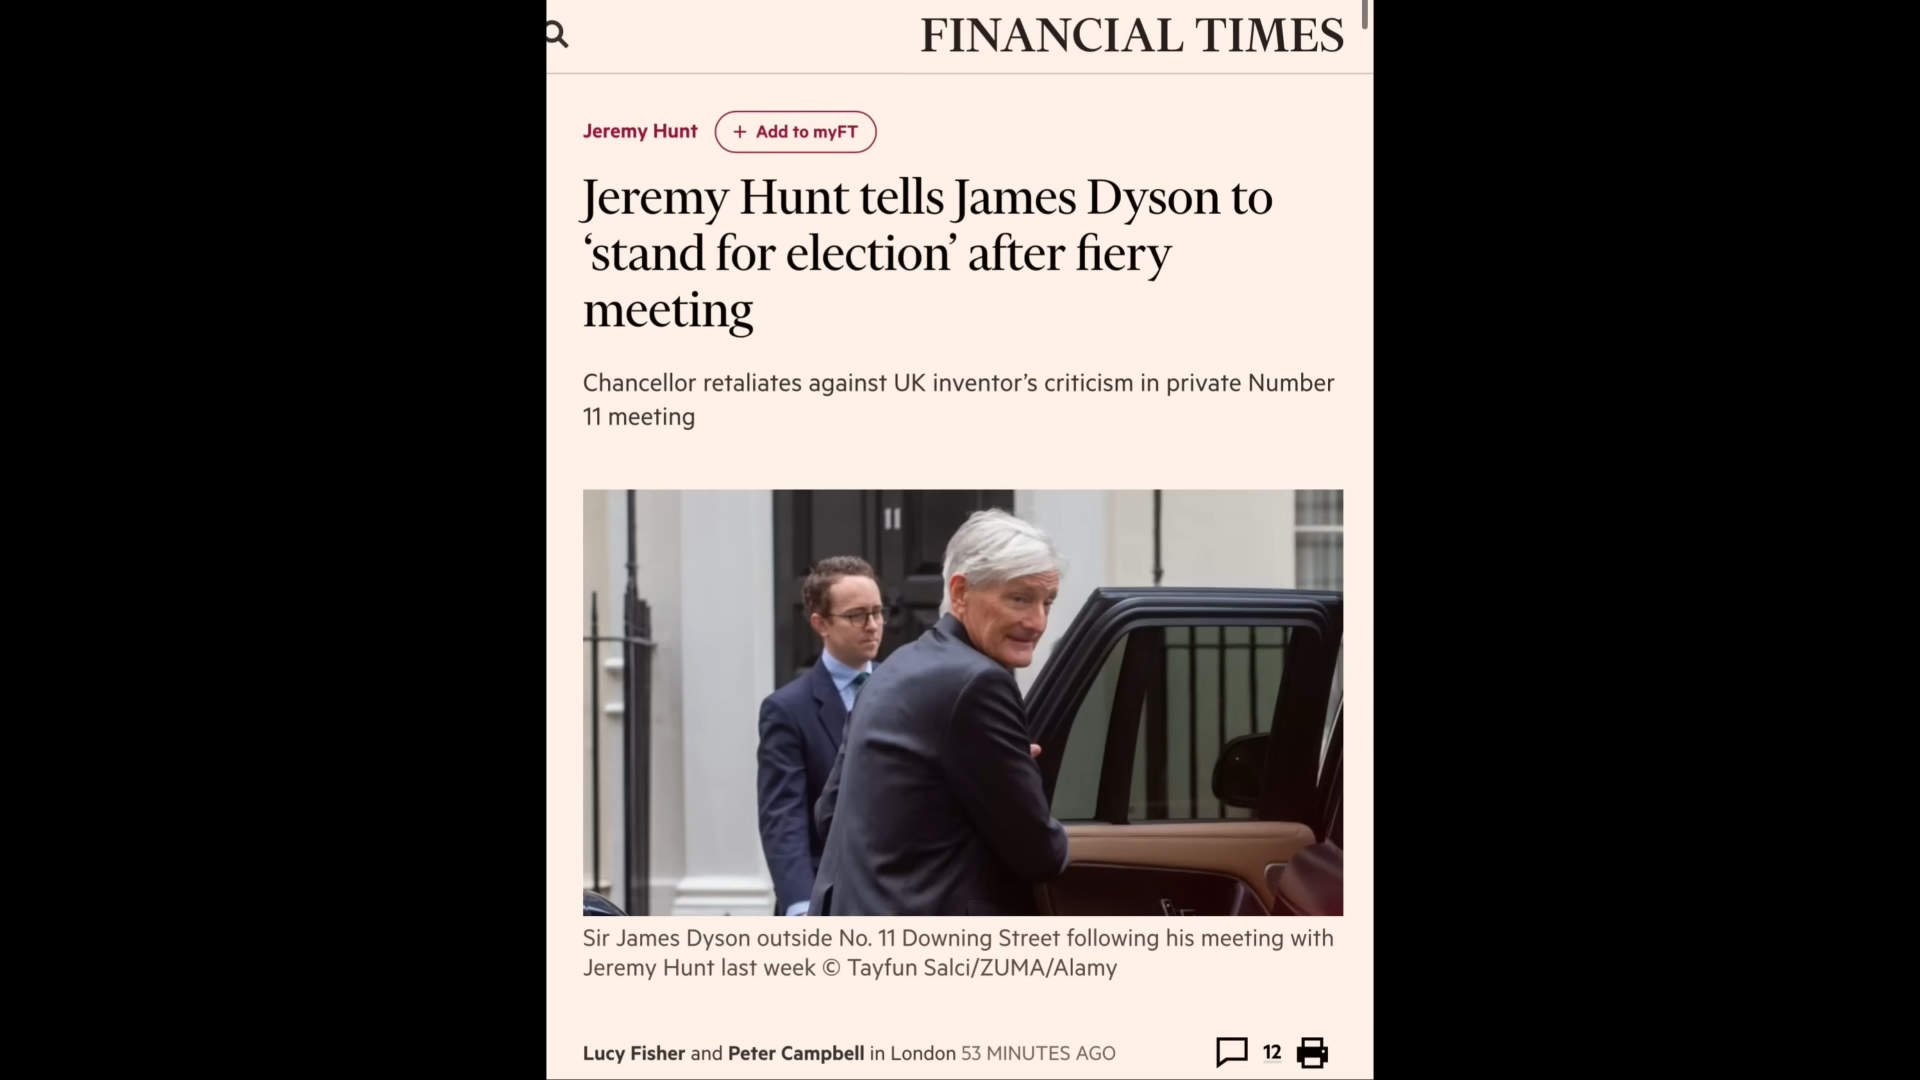 FINANCIAL TIMES
Jeremy Hunt + Add to myFT
Jeremy Hunt tells James Dyson to
‘stand for election’ after fiery
meeting
Chancellor retaliates against UK inventor’s criticism in private Number
11 meeting
11
Sir James Dyson outside No. 11 Downing Street following his meeting with
Jeremy Hunt last week © Tayfun Salci/ZUMA/Alamy
Lucy Fisher and Peter Campbell in London 53 MINUTES AGO 12